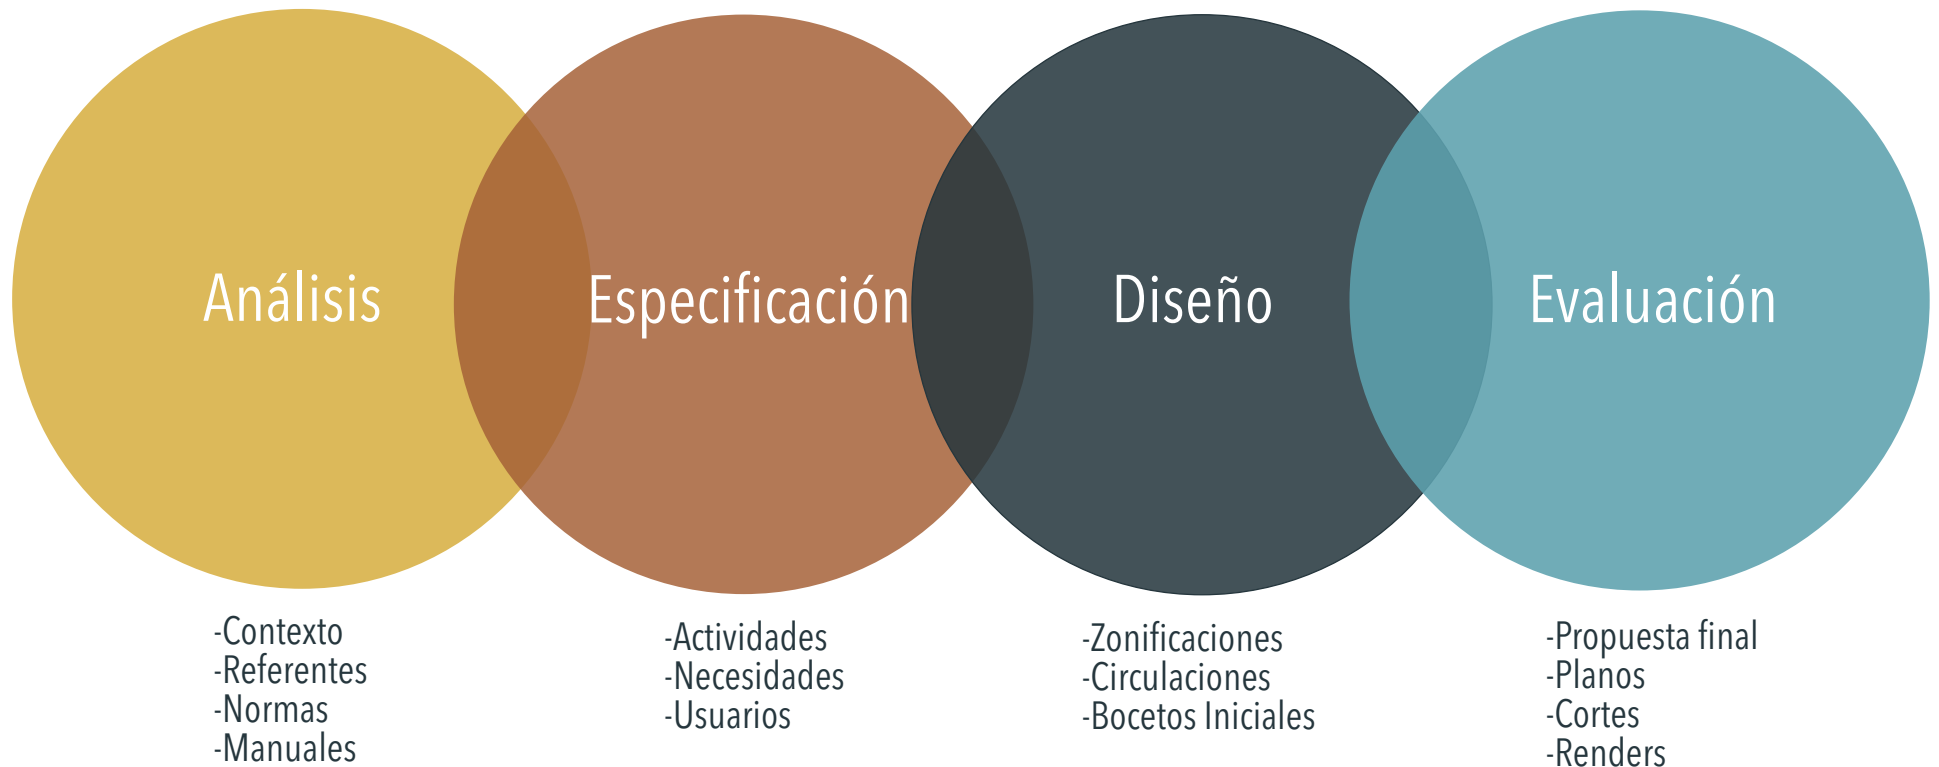 Análisis
Especificación
Diseño
Evaluación
-Contexto
-Referentes
-Normas
-Manuales
-Actividades
-Necesidades
-Usuarios
-Zonificaciones
-Circulaciones
-Bocetos Iniciales
-Propuesta final
-Planos
-Cortes
-Renders